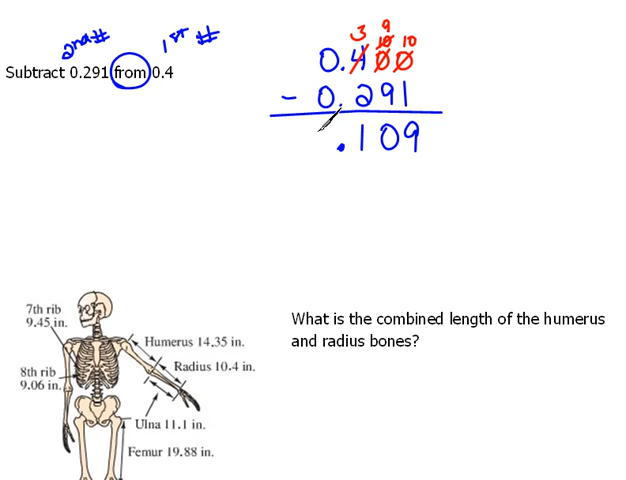 2nd # 1st #
Subtract 0.291 from 0.4
3 9
10 10
0.400
- 0.291
.109
7th rib
9.45 in.
Humerus 14.35 in.
Radius 10.4 in.
8th rib
9.06 in.
Ulna 11.1 in.
Femur 19.88 in.
What is the combined length of the humerus
and radius bones?